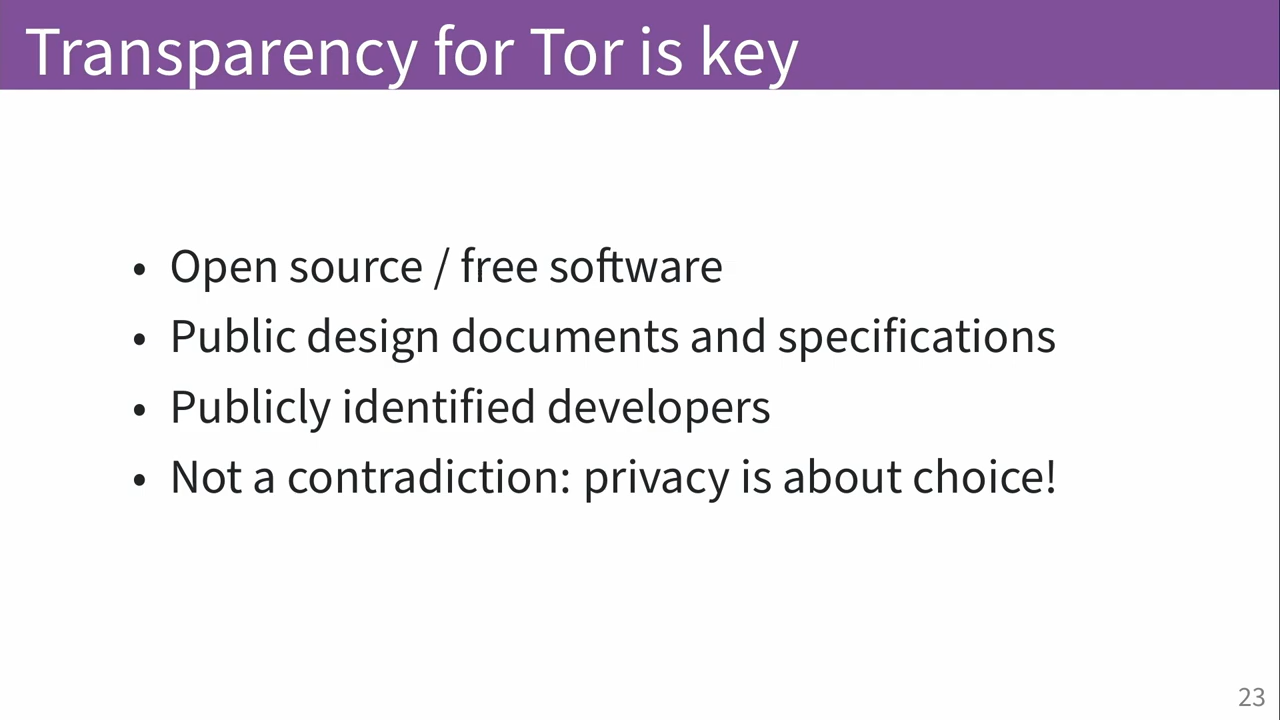 Transparency for Tor is key
• Open source / free software
• Public design documents and specifications
• Publicly identified developers
• Not a contradiction: privacy is about choice!
23